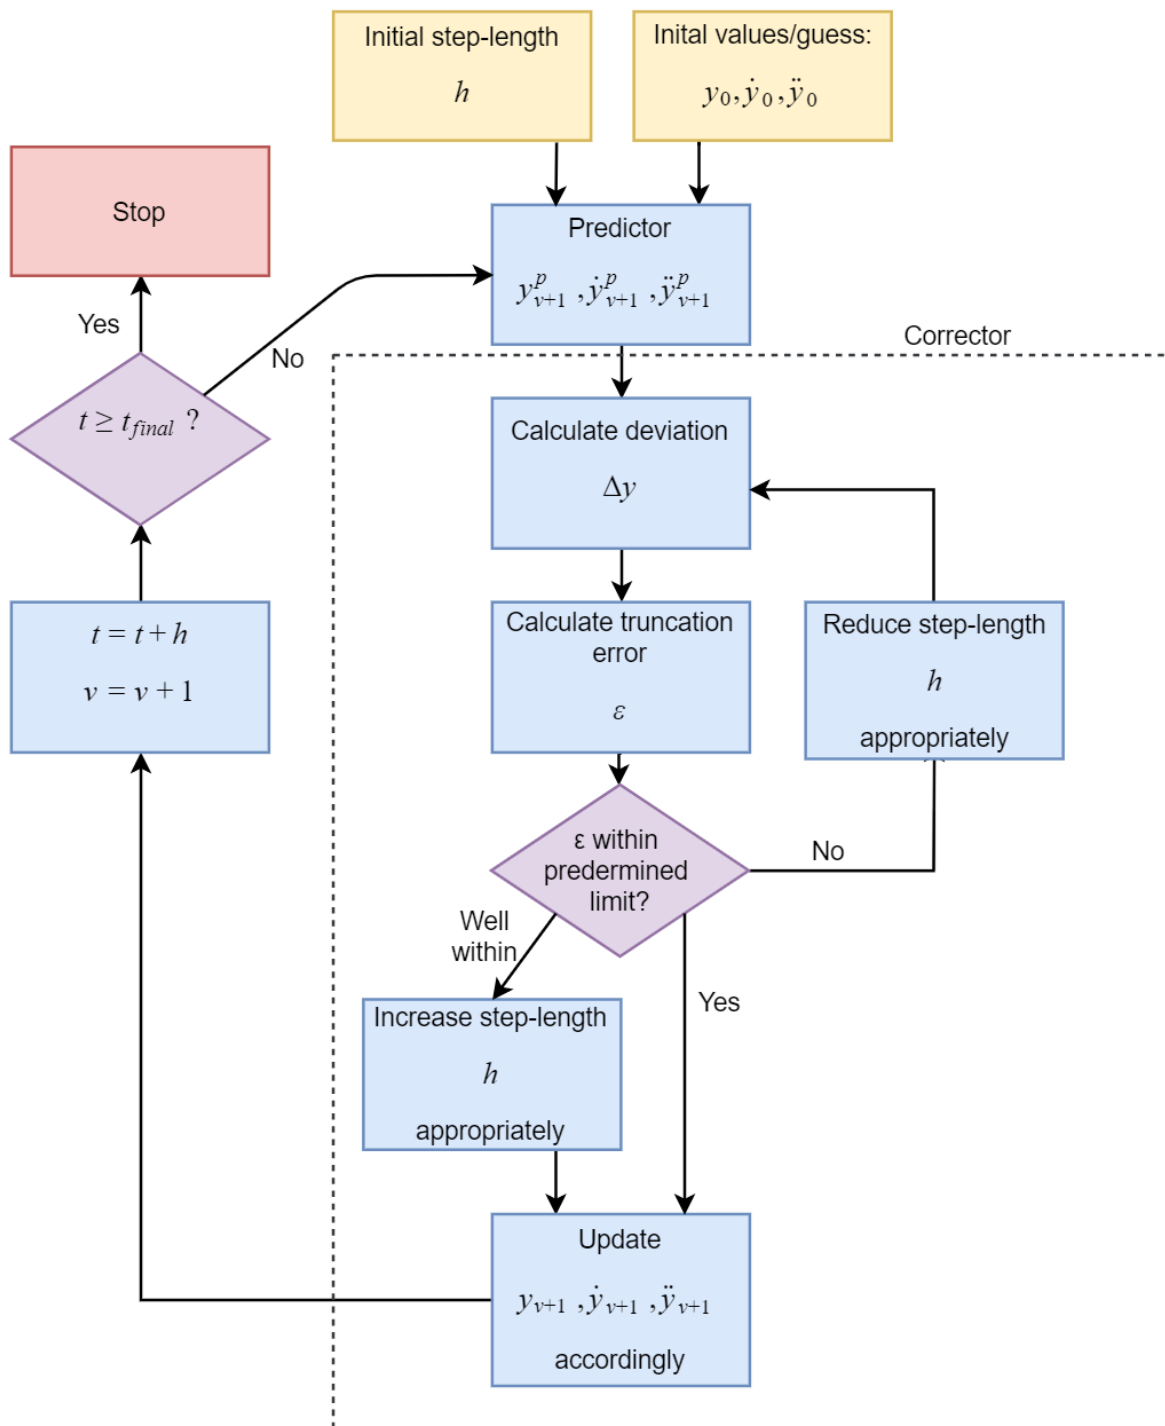 Initial step-length
h
Inital values/guess:
y₀, ẏ₀, ÿ₀
Stop
Predictor
yᵖᵥ₊₁ , ẏᵖᵥ₊₁ , ÿᵖᵥ₊₁
Yes
No
Corrector
t ≥ t_final ?
Calculate deviation
Δy
t = t + h
v = v + 1
Calculate truncation
error
ε
Reduce step-length
h
appropriately
ε within
predermined
limit?
No
Well
within
Yes
Increase step-length
h
appropriately
Update
yᵥ₊₁ , ẏᵥ₊₁ , ÿᵥ₊₁
accordingly